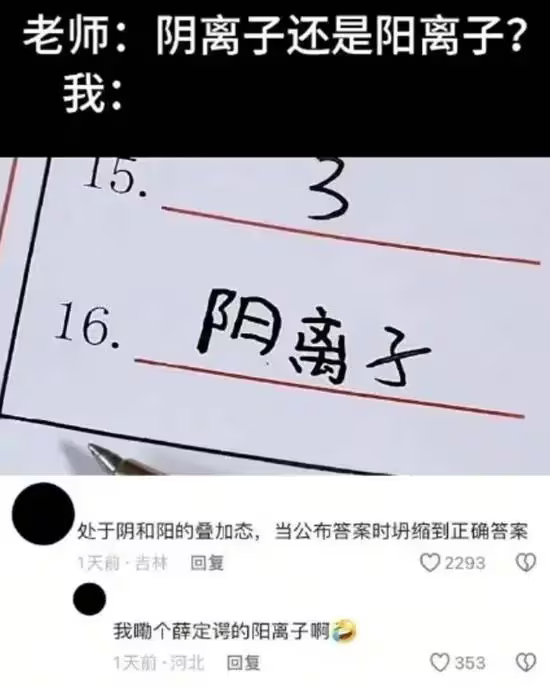 老师：阴离子还是阳离子？
我：
15. 3
16. 阳离子
处于阴和阳的叠加态，当公布答案时坍缩到正确答案
1天前·吉林 回复 2293
我嘞个薛定谔的阳离子啊🤣
1天前·河北 回复 353